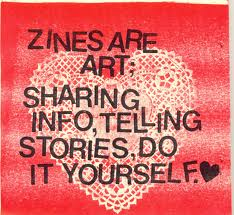 ZINES ARE
ART;
SHARING
INFO, TELLING
STORIES, DO
IT YOURSELF.♥